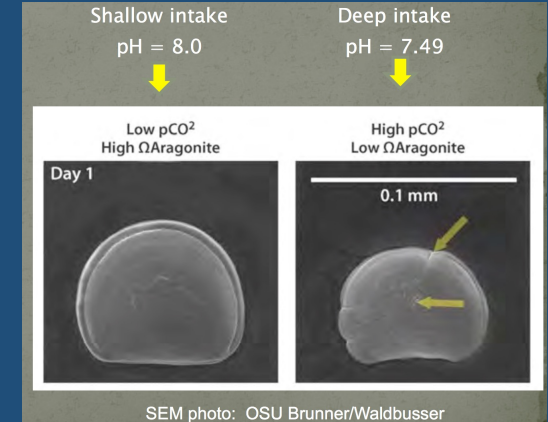 Shallow intake
pH = 8.0
Deep intake
pH = 7.49
Low pCO²
High ΩAragonite
High pCO²
Low ΩAragonite
Day 1
0.1 mm
SEM photo: OSU Brunner/Waldbusser